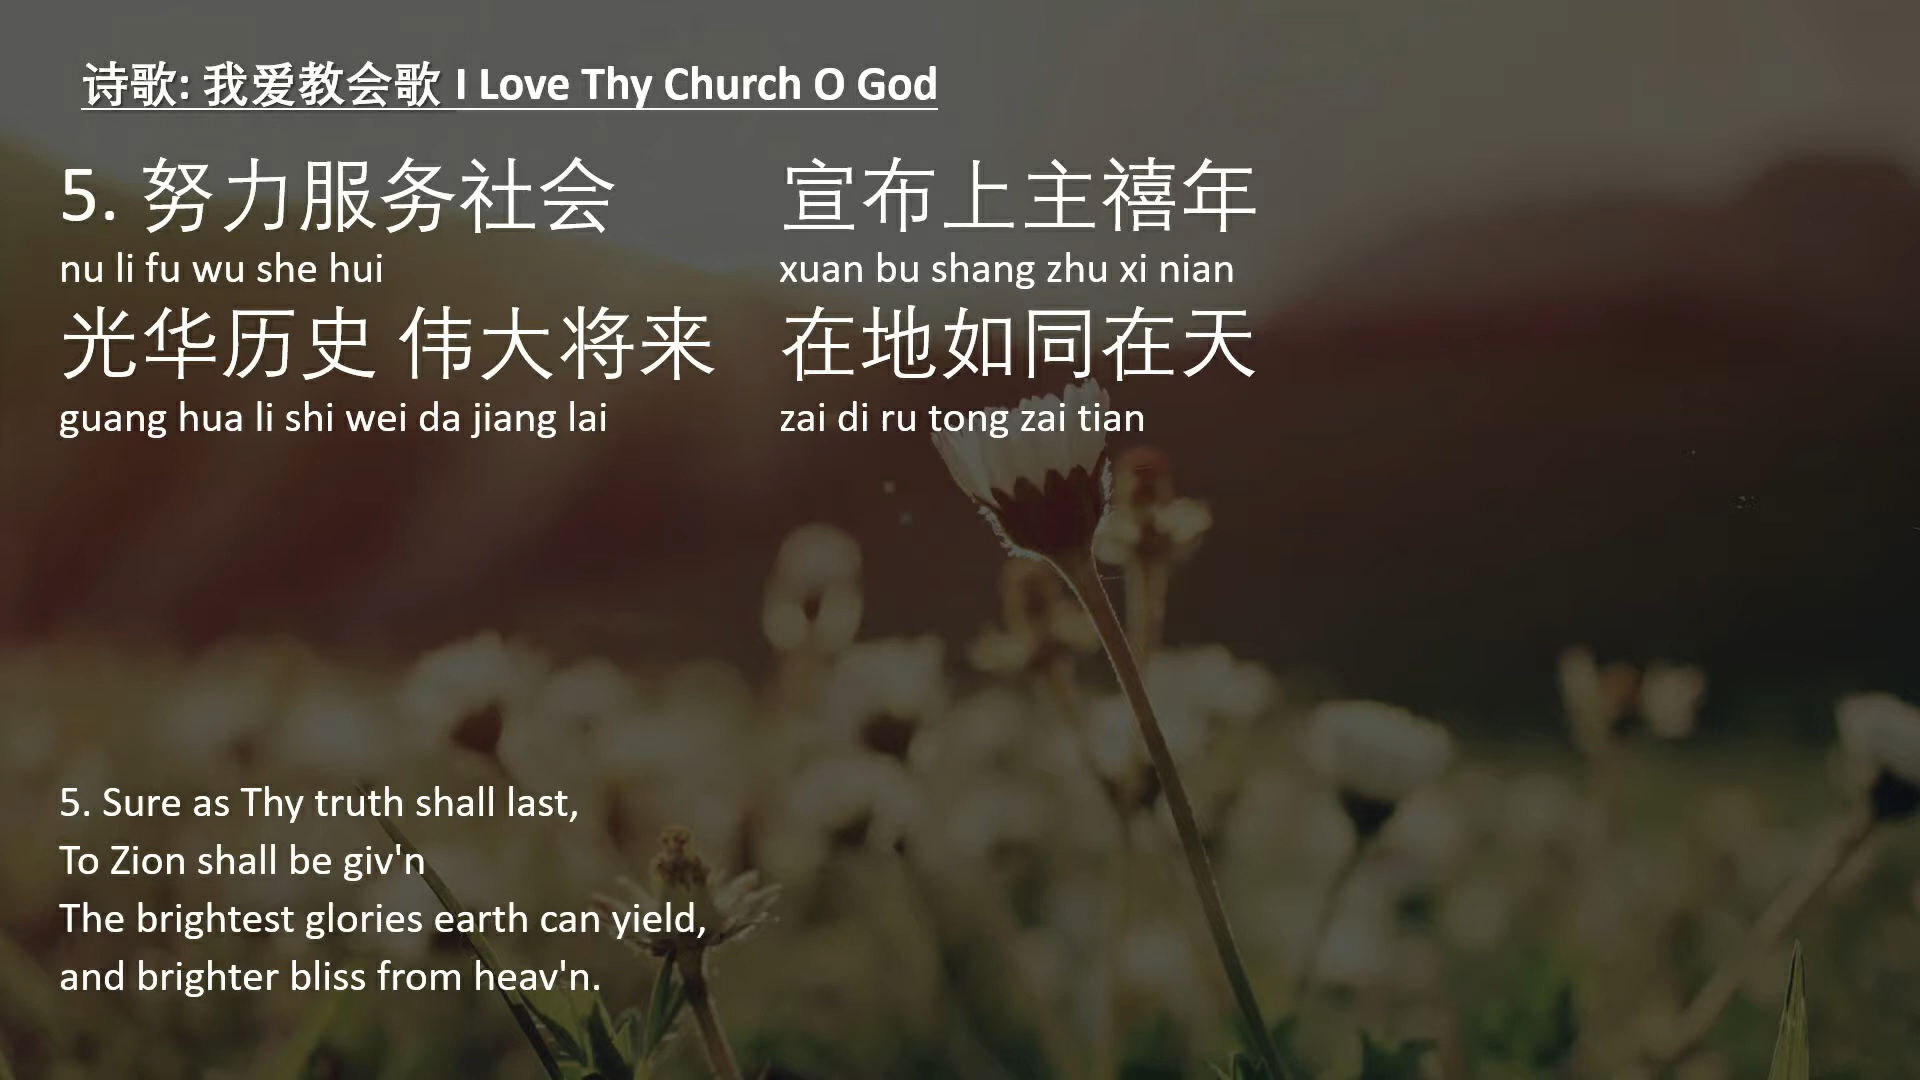 诗歌: 我爱教会歌 I Love Thy Church O God
5. 努力服务社会 宣布上主禧年
nu li fu wu she hui xuan bu shang zhu xi nian
光华历史 伟大将来 在地如同在天
guang hua li shi wei da jiang lai zai di ru tong zai tian
5. Sure as Thy truth shall last,
To Zion shall be giv'n
The brightest glories earth can yield,
and brighter bliss from heav'n.